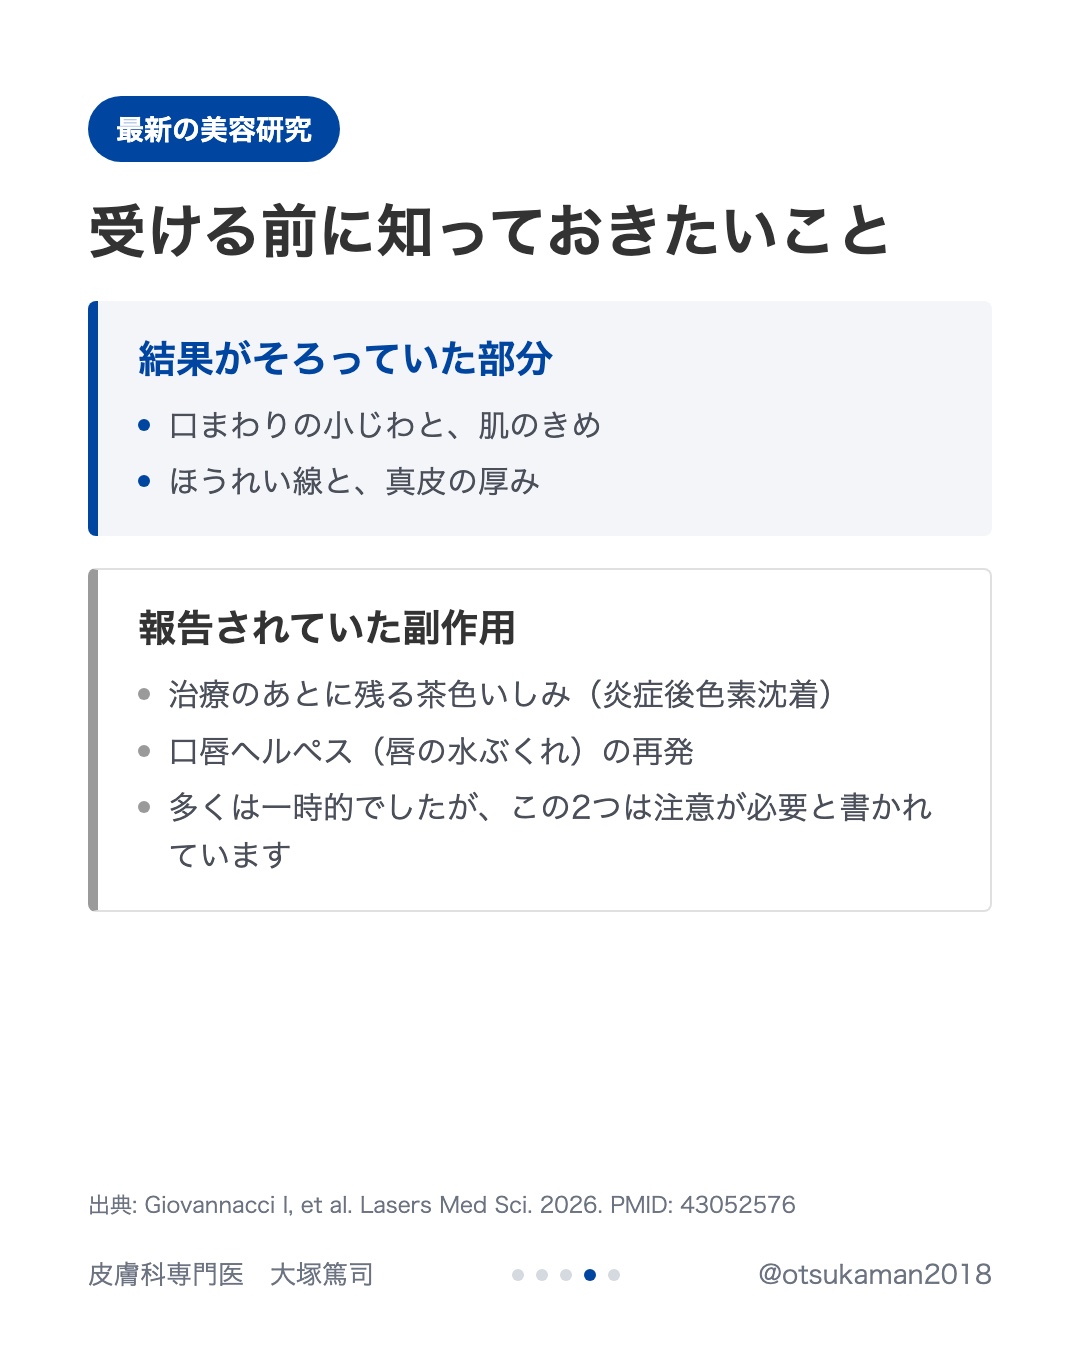 最新の美容研究
受ける前に知っておきたいこと
結果がそろっていた部分
口まわりの小じわと、肌のきめ
ほうれい線と、真皮の厚み
報告されていた副作用
治療のあとに残る茶色いしみ（炎症後色素沈着）
口唇ヘルペス（唇の水ぶくれ）の再発
多くは一時的でしたが、この2つは注意が必要と書かれ
ています
出典: Giovannacci I, et al. Lasers Med Sci. 2026. PMID: 43052576
皮膚科専門医　大塚篤司
@otsukaman2018